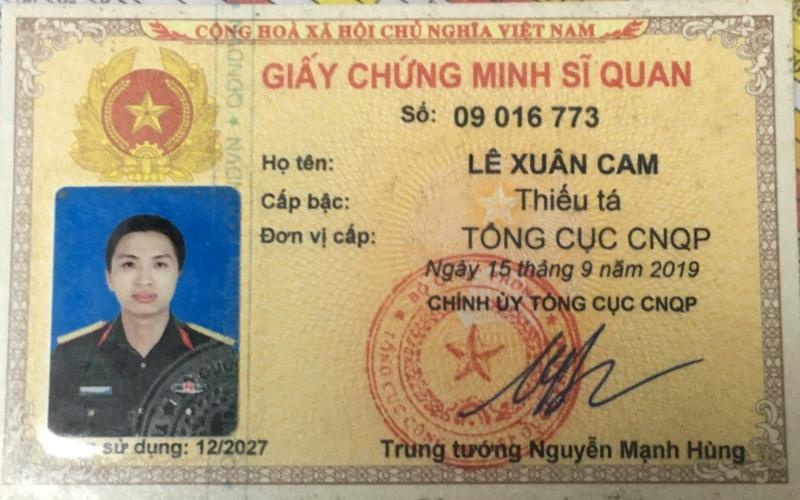 CỘNG HOÀ XÃ HỘI CHỦ NGHĨA VIỆT NAM
GIẤY CHỨNG MINH SĨ QUAN
Số: 09 016 773
Họ tên: LÊ XUÂN CAM
Cấp bậc: Thiếu tá
Đơn vị cấp: TỔNG CỤC CNQP
Ngày 15 tháng 9 năm 2019
CHÍNH ỦY TỔNG CỤC CNQP
sử dụng: 12/2027
Trung tướng Nguyễn Mạnh Hùng
QĐNDVN